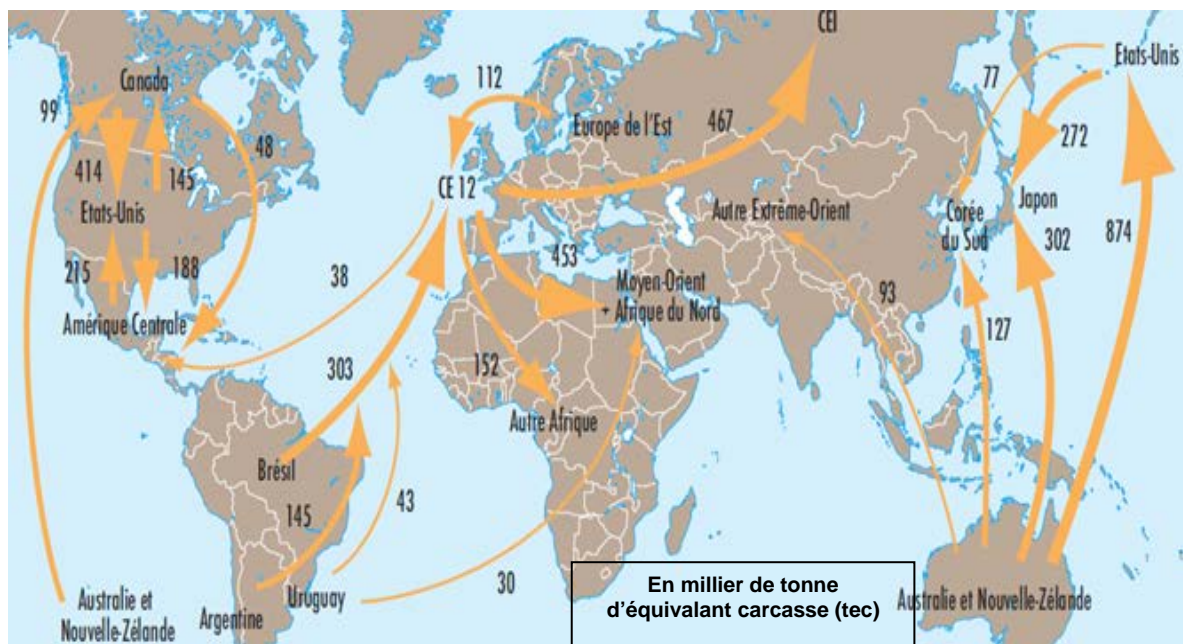 CEI
Canada
Etats-Unis
99
112
77
Europe de l'Est
467
48
272
414
145
CE 12
Etats-Unis
Autre Extrême-Orient
Corée
du Sud
Japon
302
874
215
188
38
453
Moyen-Orient
+ Afrique du Nord
93
Amérique Centrale
127
303
152
Autre Afrique
Brésil
145
43
30
En millier de tonne
d'équivalant carcasse (tec)
Australie et
Nouvelle-Zélande
Argentine
Uruguay
Australie et Nouvelle-Zélande